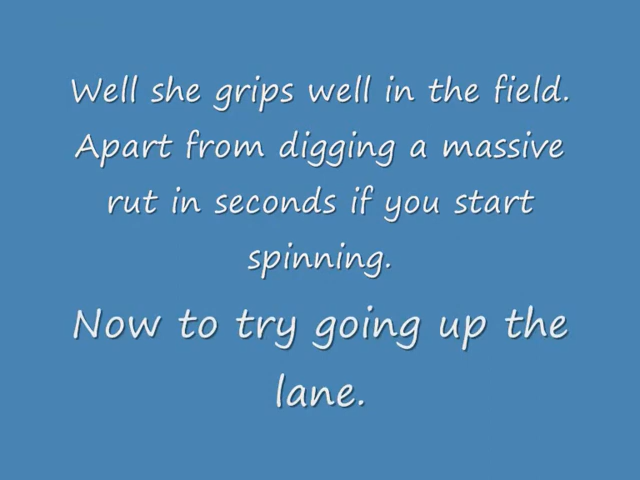 Well she grips well in the field.
Apart from digging a massive
rut in seconds if you start
spinning.
Now to try going up the
lane.